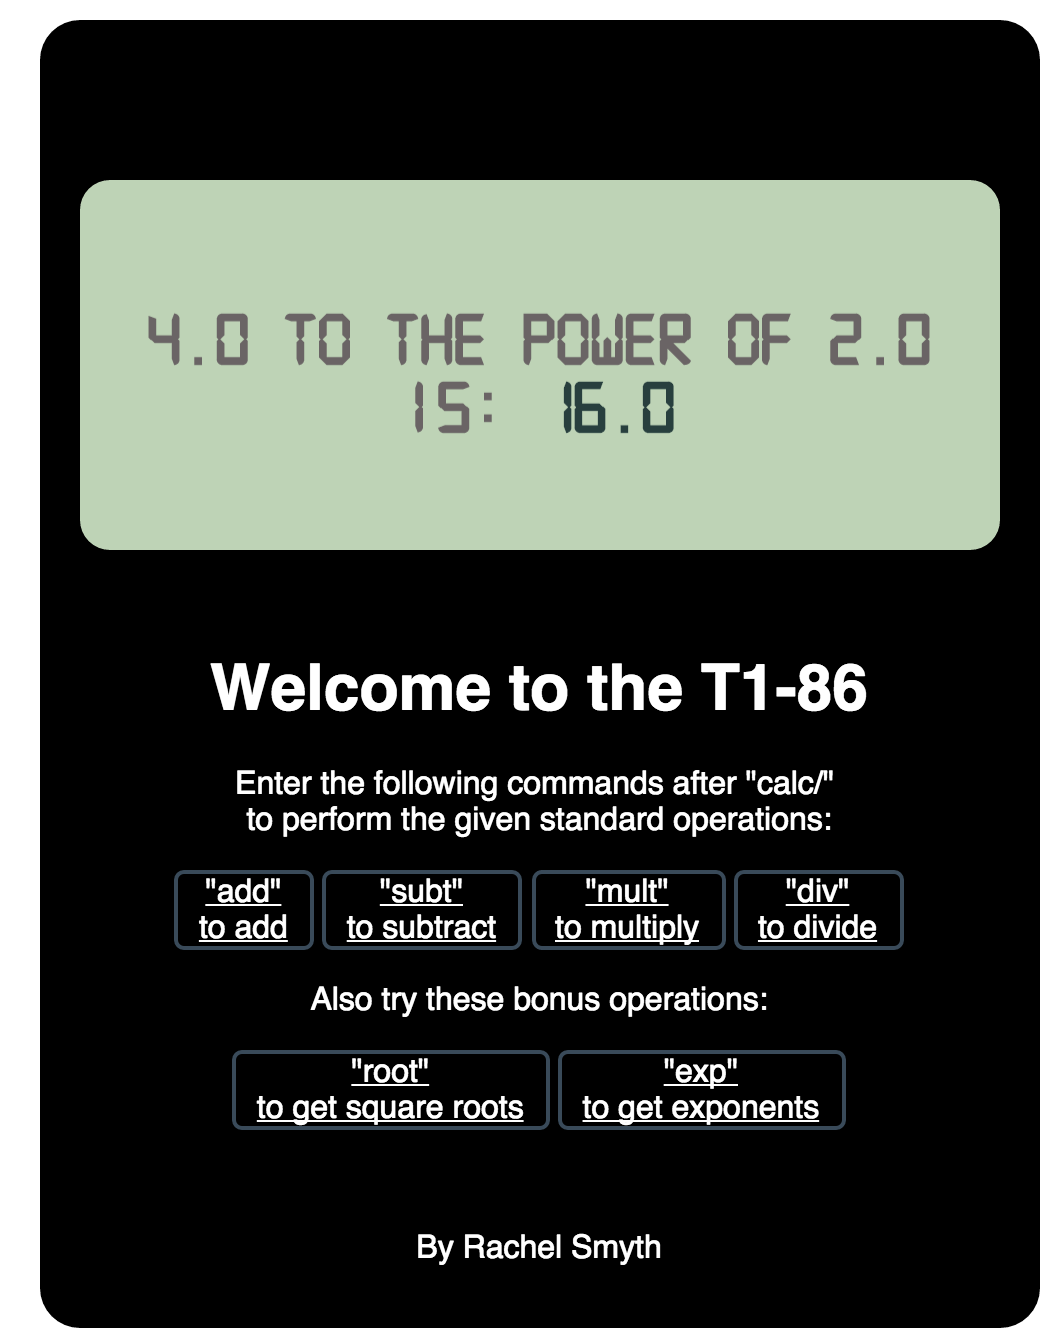 4.0 TO THE POWER OF 2.0
IS: 16.0
Welcome to the T1-86
Enter the following commands after "calc/"
to perform the given standard operations:
"add" "subt" "mult" "div"
to add to subtract to multiply to divide
Also try these bonus operations:
"root" "exp"
to get square roots to get exponents
By Rachel Smyth